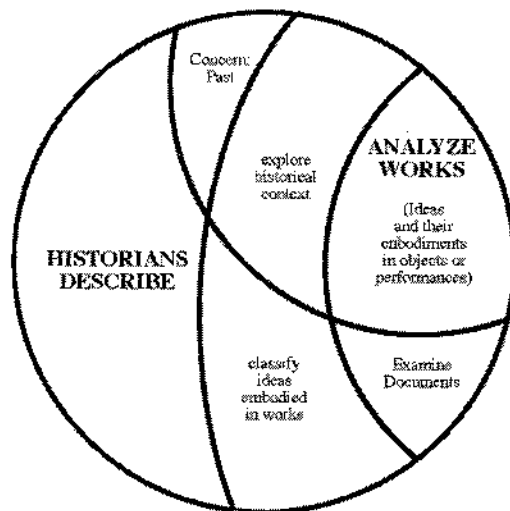 Concern:
Past
explore
historical
context
ANALYZE
WORKS
(Ideas
and their
embodiments
in objects or
performances)
HISTORIANS
DESCRIBE
classify
ideas
embodied
in works
Examine
Documents